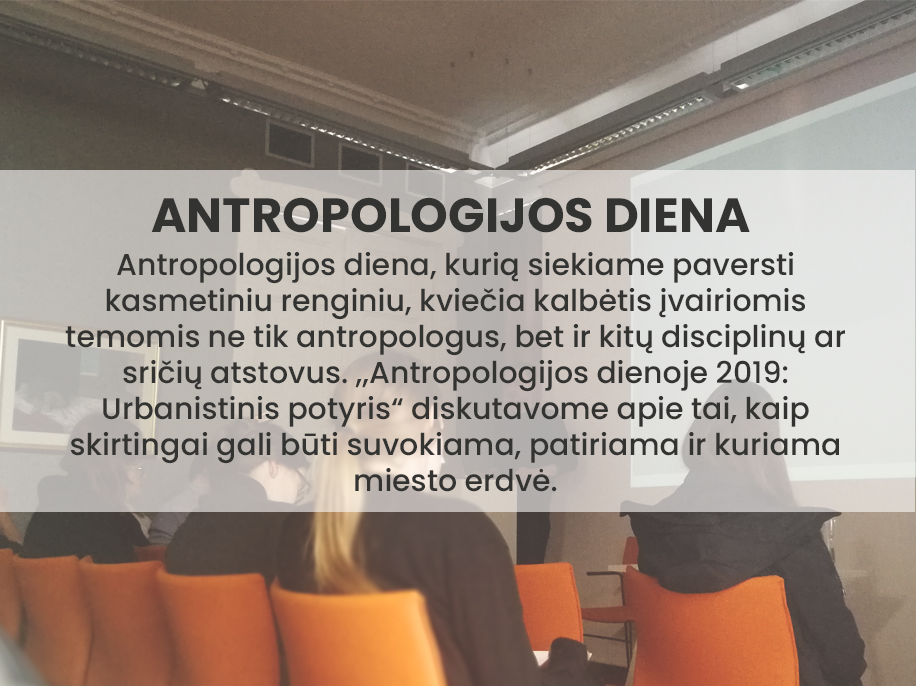 ANTROPOLOGIJOS DIENA
Antropologijos diena, kurią siekiame paversti
kasmetiniu renginiu, kviečia kalbėtis įvairiomis
temomis ne tik antropologus, bet ir kitų disciplinų ar
sričių atstovus. ,,Antropologijos dienoje 2019:
Urbanistinis potyris“ diskutavome apie tai, kaip
skirtingai gali būti suvokiama, patiriama ir kuriama
miesto erdvė.